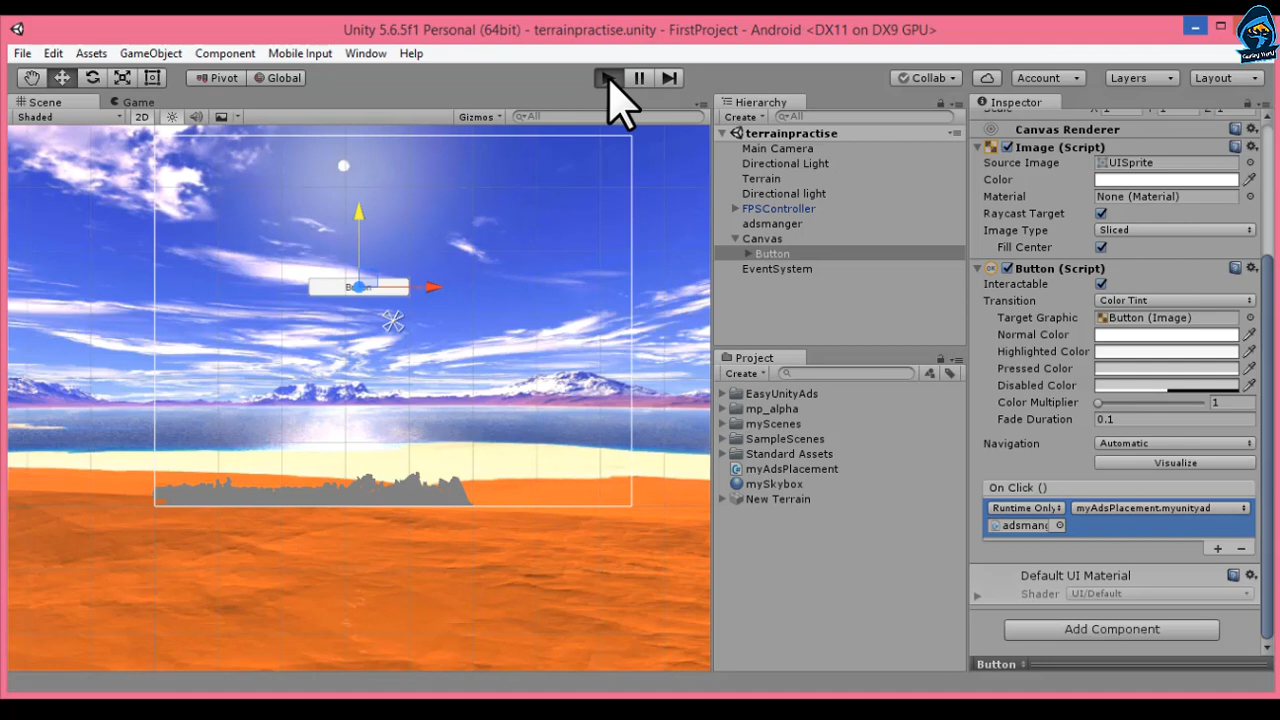 Unity 5.6.5f1 Personal (64bit) - terrainpractise.unity - FirstProject - Android <DX11 on DX9 GPU>
File Edit Assets GameObject Component Mobile Input Window Help
Pivot Global Collab Account Layers Layout
Scene Game
Shaded 2D Gizmos All
Button
Hierarchy
Create All
terrainpractise
Main Camera
Directional Light
Terrain
Directional light
FPSController
adsmanger
Canvas
Button
EventSystem
Project
Create
EasyUnityAds
mp_alpha
myScenes
SampleScenes
Standard Assets
myAdsPlacement
mySkybox
New Terrain
Inspector
Canvas Renderer
Image (Script)
Source Image UISprite
Color
Material None (Material)
Raycast Target
Image Type Sliced
Fill Center
Button (Script)
Interactable
Transition Color Tint
Target Graphic Button (Image)
Normal Color
Highlighted Color
Pressed Color
Disabled Color
Color Multiplier 1
Fade Duration 0.1
Navigation Automatic
Visualize
On Click ()
Runtime Only myAdsPlacement.myunityad
adsmang
Default UI Material
Shader UI/Default
Add Component
Button